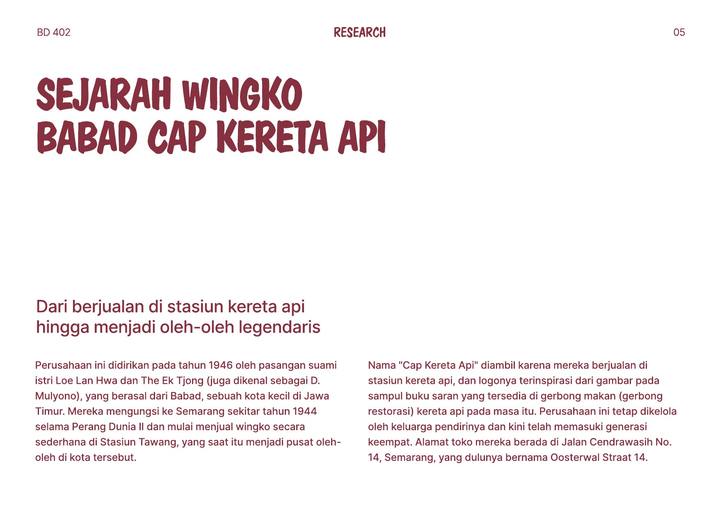 BD 402
RESEARCH
05
SEJARAH WINGKO
BABAD CAP KERETA API
Dari berjualan di stasiun kereta api
hingga menjadi oleh-oleh legendaris
Perusahaan ini didirikan pada tahun 1946 oleh pasangan suami
istri Loe Lan Hwa dan The Ek Tjong (juga dikenal sebagai D.
Mulyono), yang berasal dari Babad, sebuah kota kecil di Jawa
Timur. Mereka mengungsi ke Semarang sekitar tahun 1944
selama Perang Dunia II dan mulai menjual wingko secara
sederhana di Stasiun Tawang, yang saat itu menjadi pusat oleh-
oleh di kota tersebut.
Nama "Cap Kereta Api" diambil karena mereka berjualan di
stasiun kereta api, dan logonya terinspirasi dari gambar pada
sampul buku saran yang tersedia di gerbong makan (gerbong
restorasi) kereta api pada masa itu. Perusahaan ini tetap dikelola
oleh keluarga pendirinya dan kini telah memasuki generasi
keempat. Alamat toko mereka berada di Jalan Cendrawasih No.
14, Semarang, yang dulunya bernama Oosterwal Straat 14.